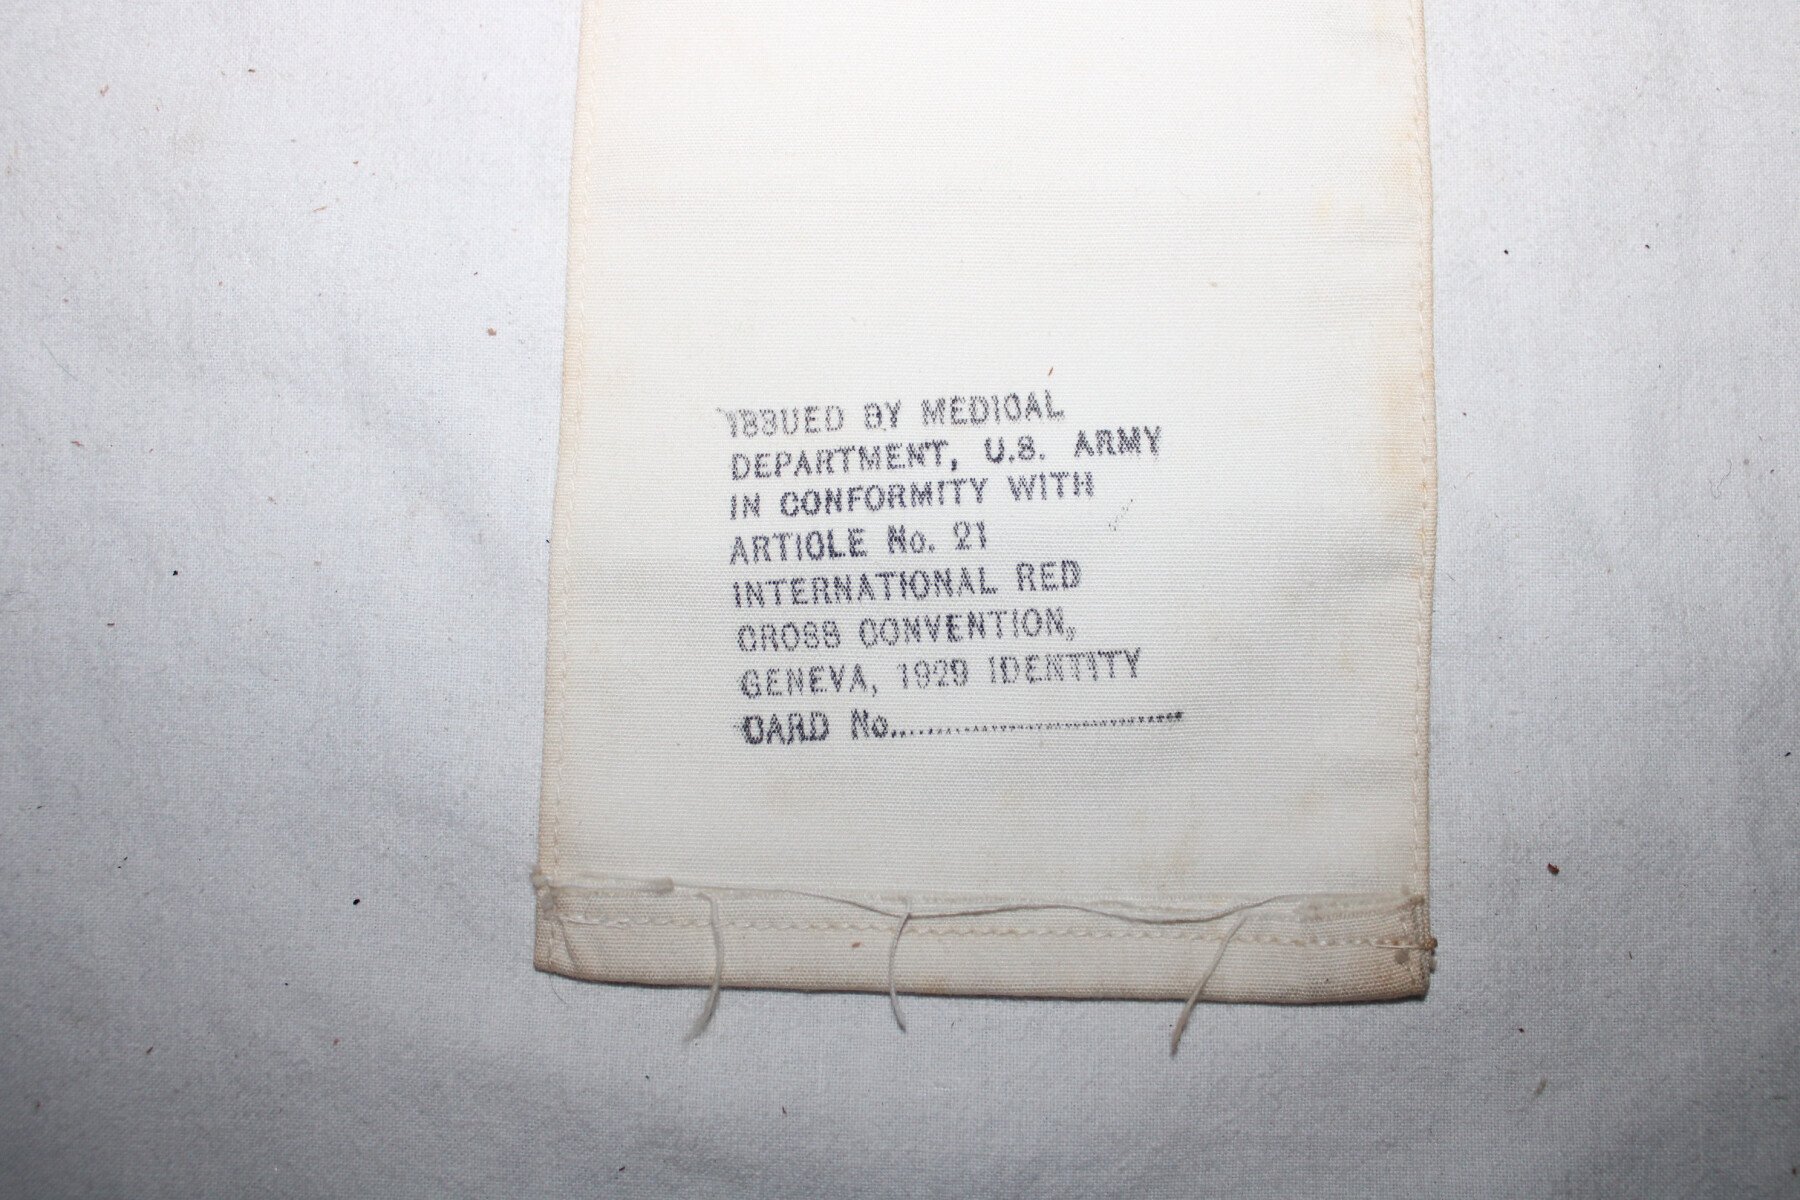 ISSUED BY MEDICAL
DEPARTMENT, U.S. ARMY
IN CONFORMITY WITH
ARTICLE No. 21
INTERNATIONAL RED
CROSS CONVENTION,
GENEVA, 1929 IDENTITY
CARD No..............................